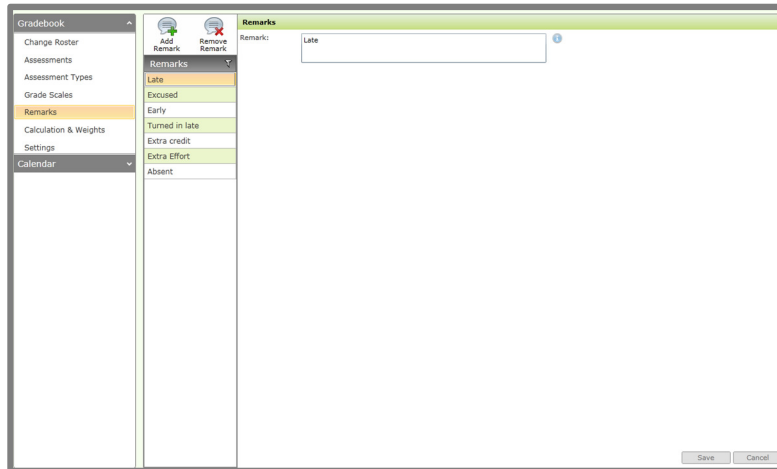 Gradebook
Change Roster
Assessments
Assessment Types
Grade Scales
Remarks
Calculation & Weights
Settings
Calendar
Add Remark
Remove Remark
Remarks
Late
Excused
Early
Turned in late
Extra credit
Extra Effort
Absent
Remarks
Remark:
Late
Save
Cancel